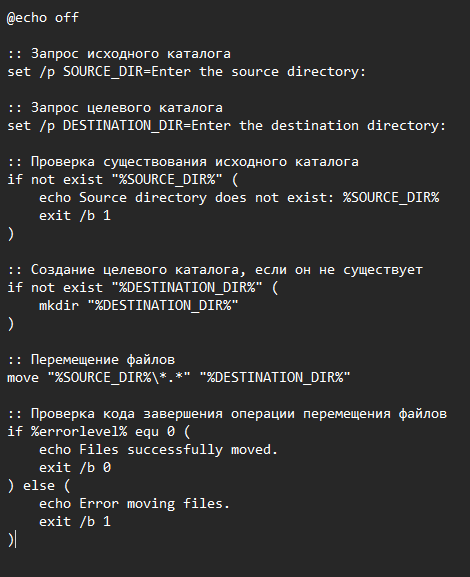 @echo off
:: Запрос исходного каталога
set /p SOURCE_DIR=Enter the source directory:
:: Запрос целевого каталога
set /p DESTINATION_DIR=Enter the destination directory:
:: Проверка существования исходного каталога
if not exist "%SOURCE_DIR%" (
    echo Source directory does not exist: %SOURCE_DIR%
    exit /b 1
)
:: Создание целевого каталога, если он не существует
if not exist "%DESTINATION_DIR%" (
    mkdir "%DESTINATION_DIR%"
)
:: Перемещение файлов
move "%SOURCE_DIR%\*.*" "%DESTINATION_DIR%"
:: Проверка кода завершения операции перемещения файлов
if %errorlevel% equ 0 (
    echo Files successfully moved.
    exit /b 0
) else (
    echo Error moving files.
    exit /b 1
)